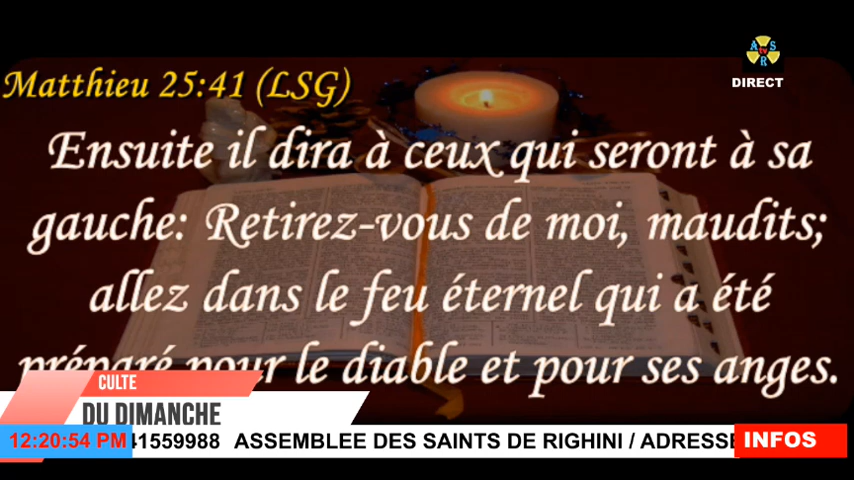 A S
tv
R
DIRECT
Matthieu 25:41 (LSG)
Ensuite il dira à ceux qui seront à sa
gauche: Retirez-vous de moi, maudits;
allez dans le feu éternel qui a été
préparé pour le diable et pour ses anges.
CULTE
DU DIMANCHE
12:20:54 PM 41559988 ASSEMBLEE DES SAINTS DE RIGHINI / ADRESSE INFOS